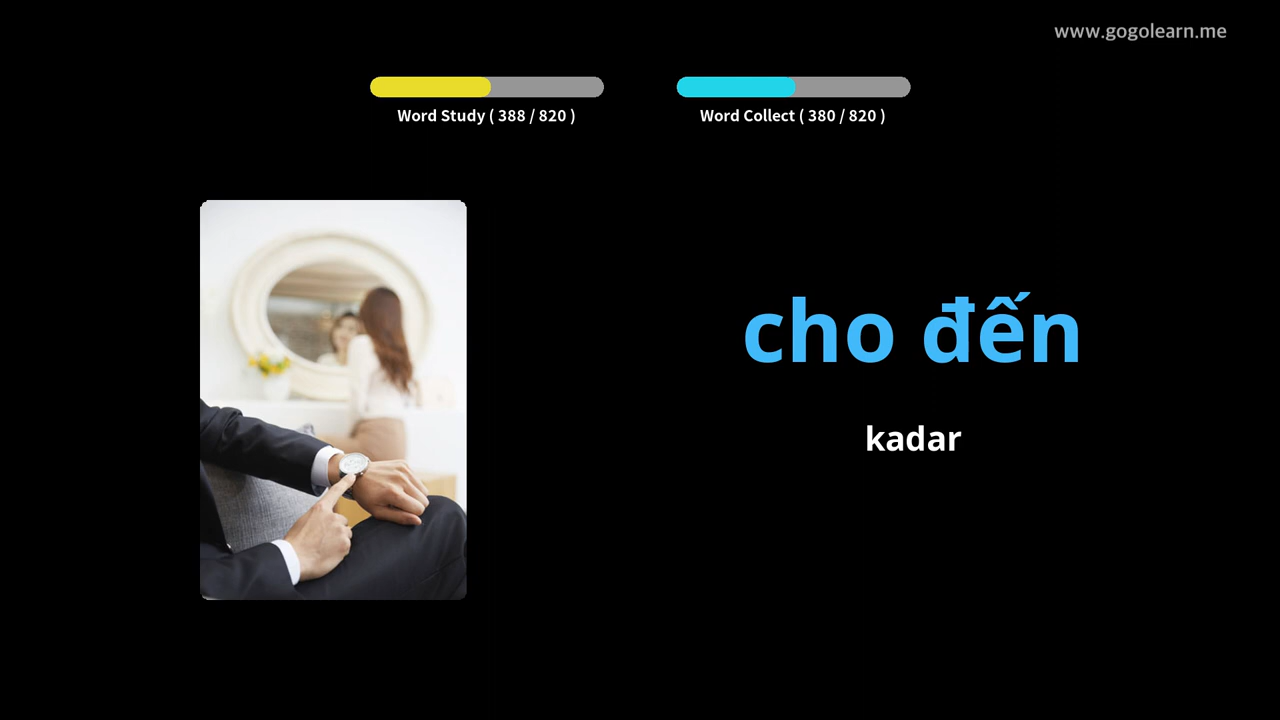 www.gogolearn.me
Word Study ( 388 / 820 )
Word Collect ( 380 / 820 )
cho đến
kadar